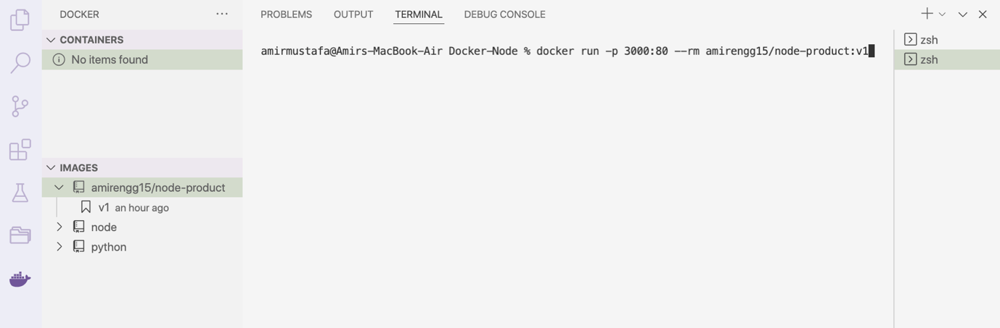 DOCKER
PROBLEMS OUTPUT TERMINAL DEBUG CONSOLE
CONTAINERS
No items found
amirmustafa@Amirs-MacBook-Air Docker-Node % docker run -p 3000:80 --rm amirengg15/node-product:v1
zsh
zsh
IMAGES
amirengg15/node-product
v1 an hour ago
node
python